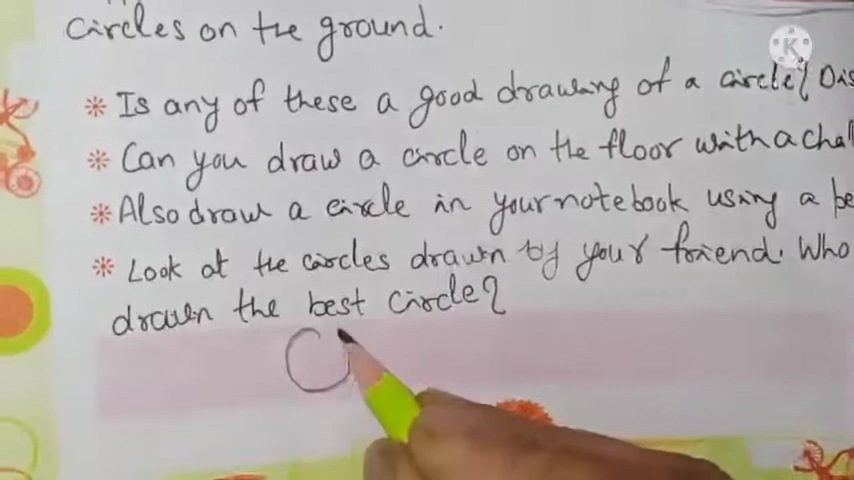 circles on the ground.
Is any of these a good drawing of a circle?
Can you draw a circle on the floor with a
Also draw a circle in your notebook using a
Look at the circles drawn by your friend. Who
drawn the best circle?
K